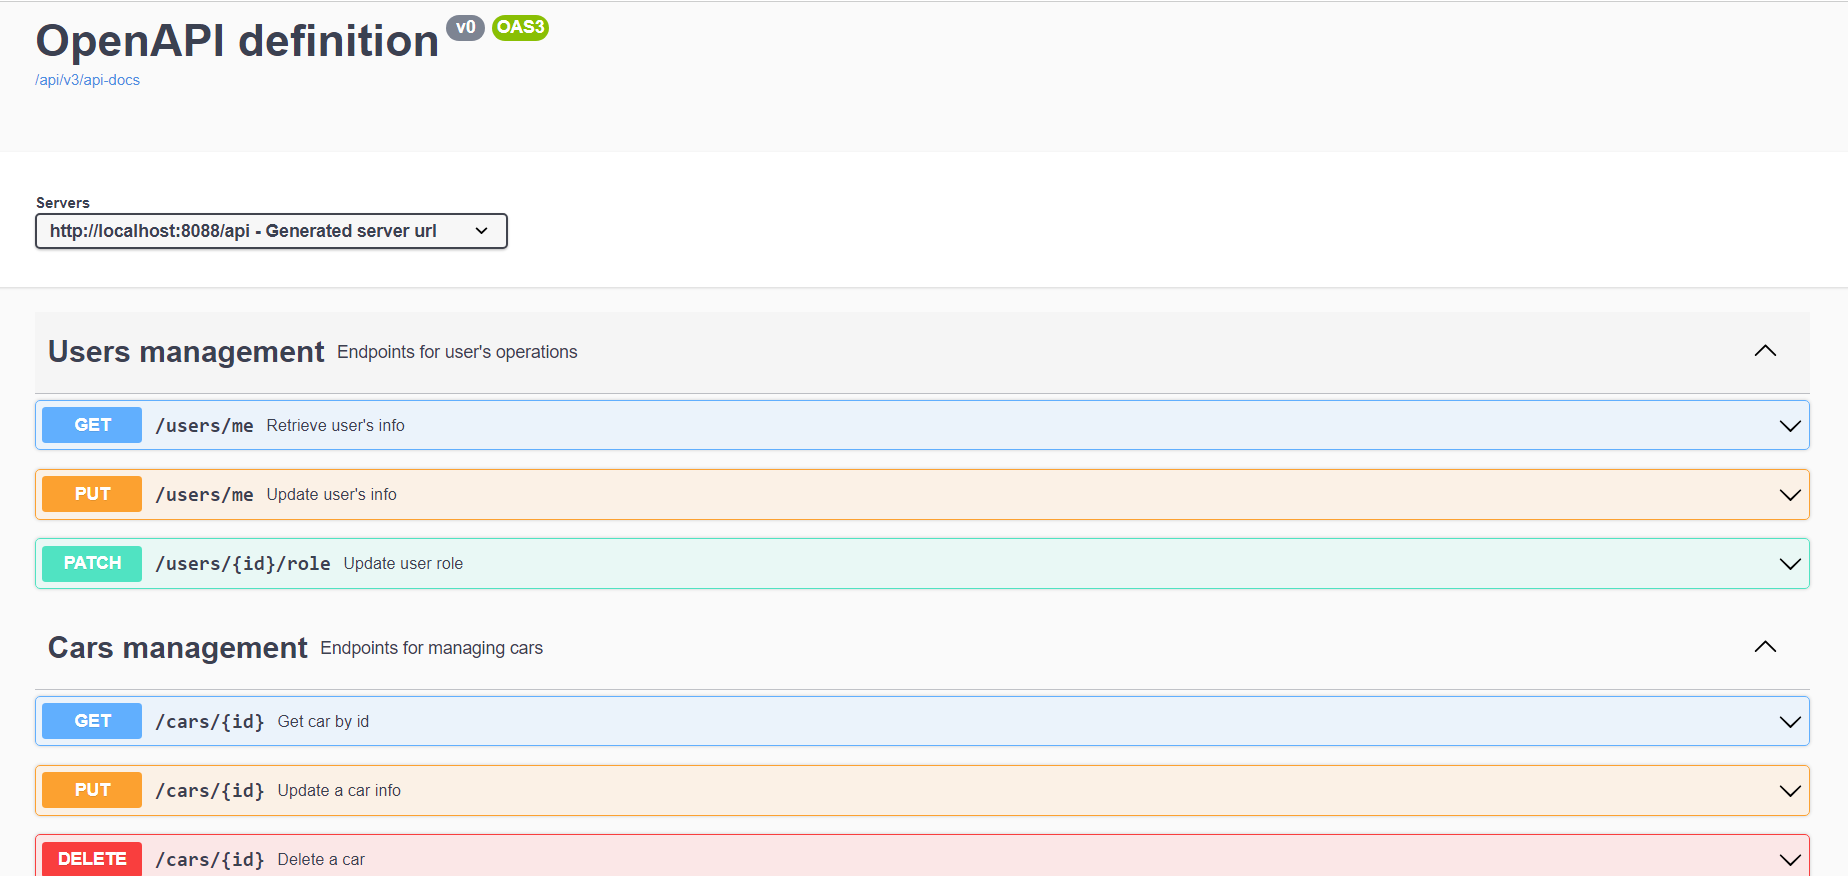 OpenAPI definition v0 OAS3
/api/v3/api-docs
Servers
http://localhost:8088/api - Generated server url
Users management Endpoints for user's operations
GET /users/me Retrieve user's info
PUT /users/me Update user's info
PATCH /users/{id}/role Update user role
Cars management Endpoints for managing cars
GET /cars/{id} Get car by id
PUT /cars/{id} Update a car info
DELETE /cars/{id} Delete a car